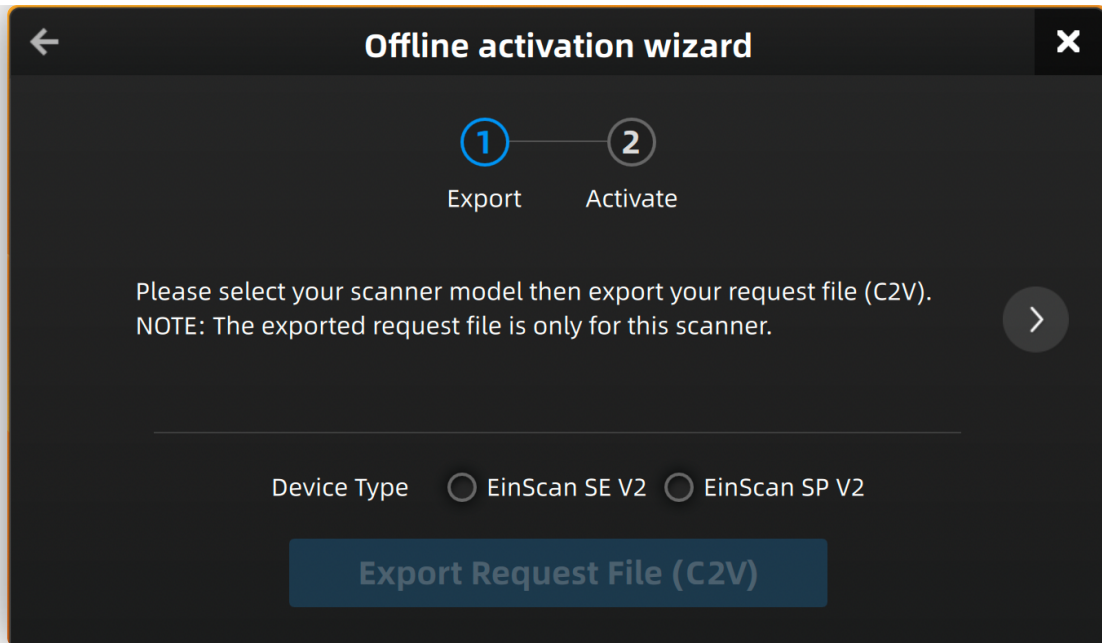 Offline activation wizard
1
2
Export
Activate
Please select your scanner model then export your request file (C2V).
NOTE: The exported request file is only for this scanner.
Device Type EinScan SE V2 EinScan SP V2
Export Request File (C2V)